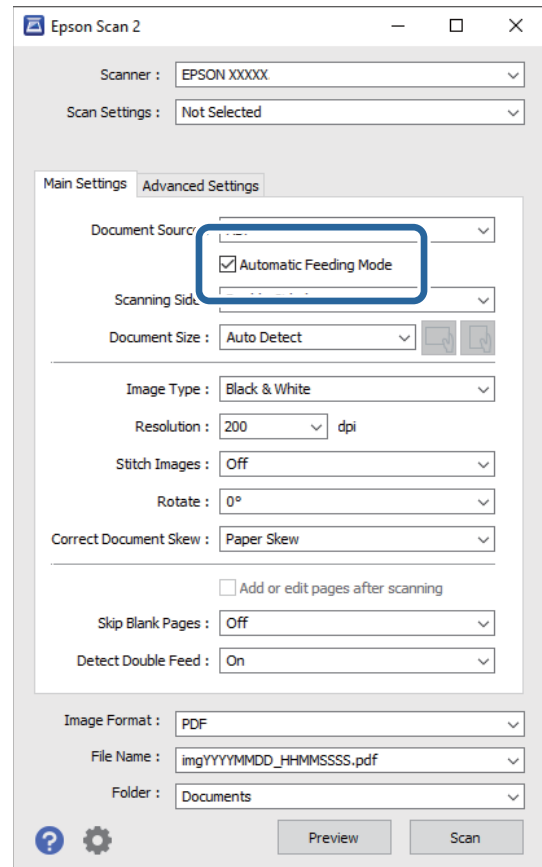 Epson Scan 2
Scanner : EPSON XXXXX
Scan Settings : Not Selected
Main Settings Advanced Settings
Document Source
Automatic Feeding Mode
Scanning Side
Document Size : Auto Detect
Image Type : Black & White
Resolution : 200 dpi
Stitch Images : Off
Rotate : 0°
Correct Document Skew : Paper Skew
Add or edit pages after scanning
Skip Blank Pages : Off
Detect Double Feed : On
Image Format : PDF
File Name : imgYYYYMMDD_HHMMSSSS.pdf
Folder : Documents
? Preview Scan